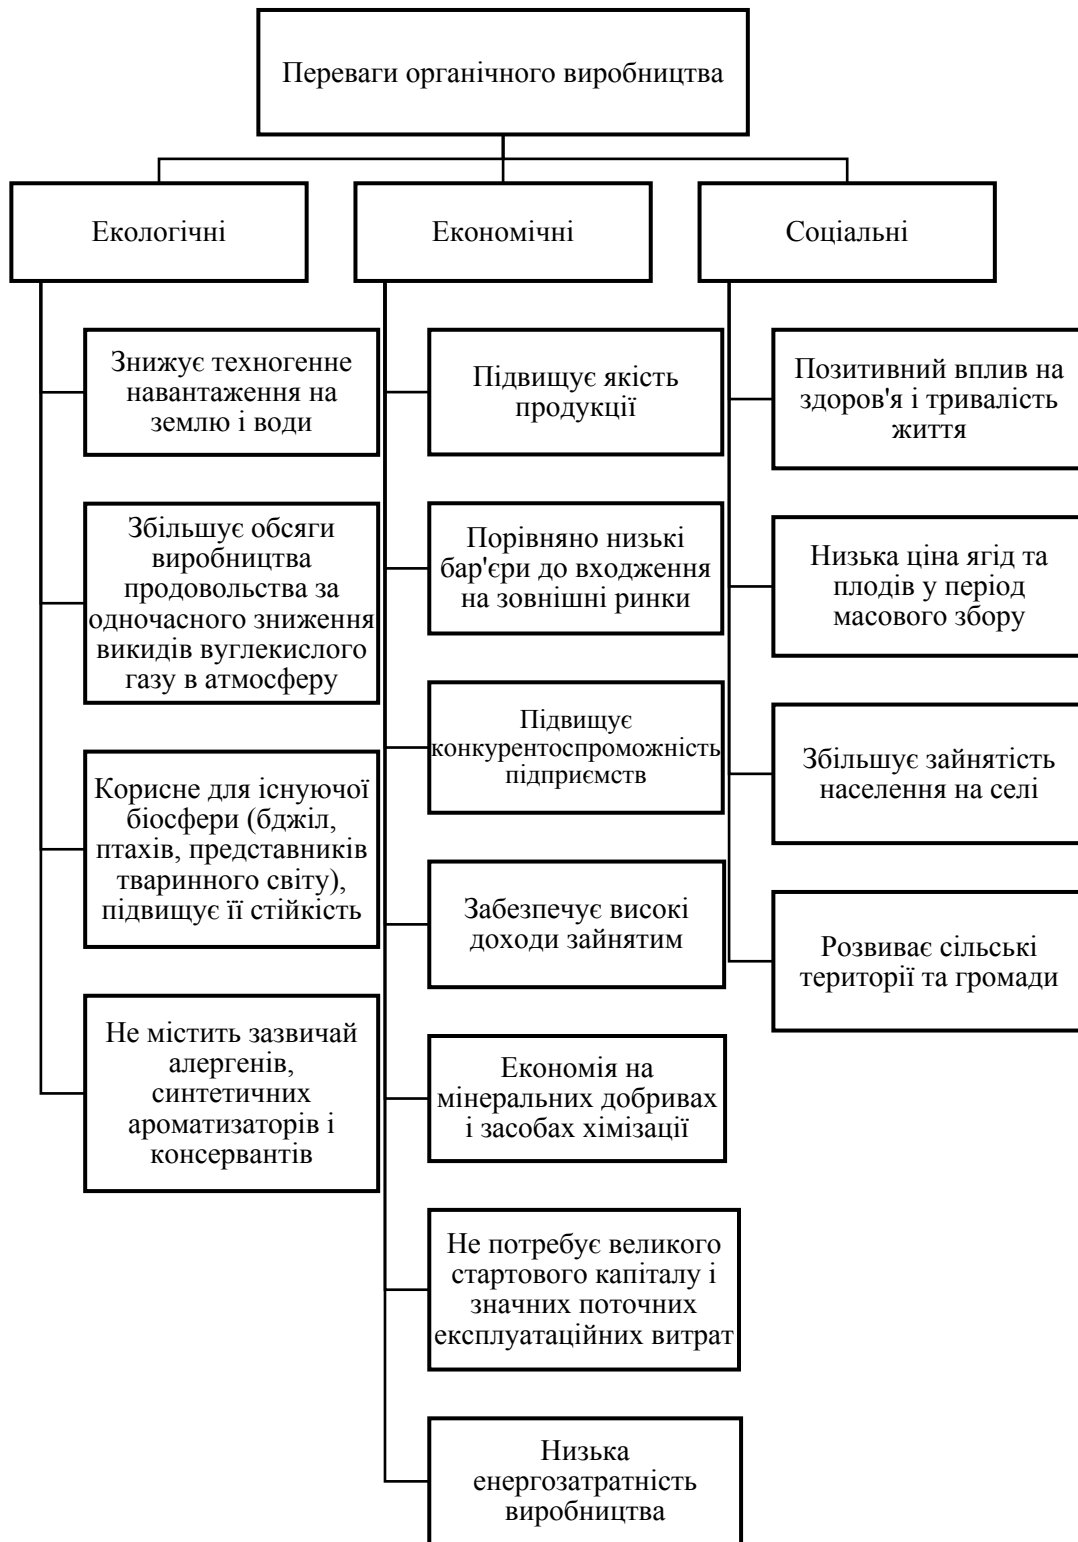 Переваги органічного виробництва
Екологічні
Економічні
Соціальні
Знижує техногенне
навантаження на
землю і води
Збільшує обсяги
виробництва
продовольства за
одночасного зниження
викидів вуглекислого
газу в атмосферу
Корисне для існуючої
біосфери (бджіл,
птахів, представників
тваринного світу),
підвищує її стійкість
Не містить зазвичай
алергенів,
синтетичних
ароматизаторів і
консервантів
Підвищує якість
продукції
Порівняно низькі
бар'єри до входження
на зовнішні ринки
Підвищує
конкурентоспроможність
підприємств
Забезпечує високі
доходи зайнятим
Економія на
мінеральних добривах
і засобах хімізації
Не потребує великого
стартового капіталу і
значних поточних
експлуатаційних витрат
Низька
енергозатратність
виробництва
Позитивний вплив на
здоров'я і тривалість
життя
Низька ціна ягід та
плодів у період
масового збору
Збільшує зайнятість
населення на селі
Розвиває сільські
території та громади